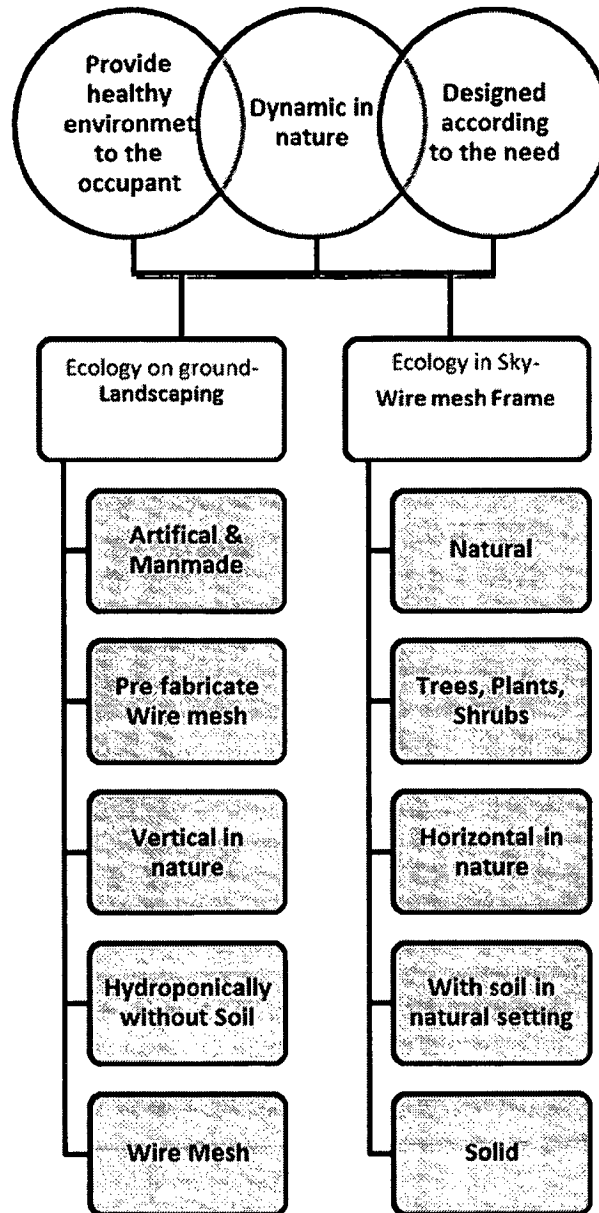 Provide
healthy
environmet
to the
occupant
Dynamic in
nature
Designed
according
to the need
Ecology on ground-
Landscaping
Ecology in Sky-
Wire mesh Frame
Artifical &
Manmade
Natural
Pre fabricate
Wire mesh
Trees, Plants,
Shrubs
Vertical in
nature
Horizontal in
nature
Hydroponically
without Soil
With soil in
natural setting
Wire Mesh
Solid